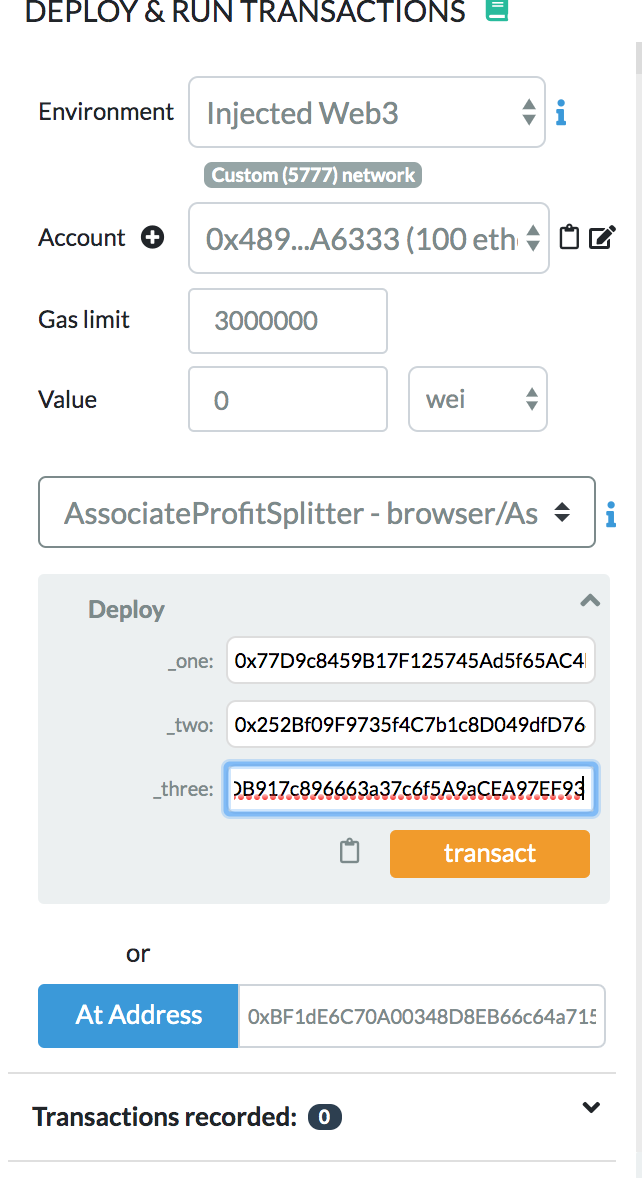 DEPLOY & RUN TRANSACTIONS
Environment Injected Web3
Custom (5777) network
Account 0x489...A6333 (100 eth
Gas limit 3000000
Value 0 wei
AssociateProfitSplitter - browser/As
Deploy
_one: 0x77D9c8459B17F125745Ad5f65AC4
_two: 0x252Bf09F9735f4C7b1c8D049dfD76
_three: DB917c896663a37c6f5A9aCEA97EF93
transact
or
At Address 0xBF1dE6C70A00348D8EB66c64a715
Transactions recorded: 0